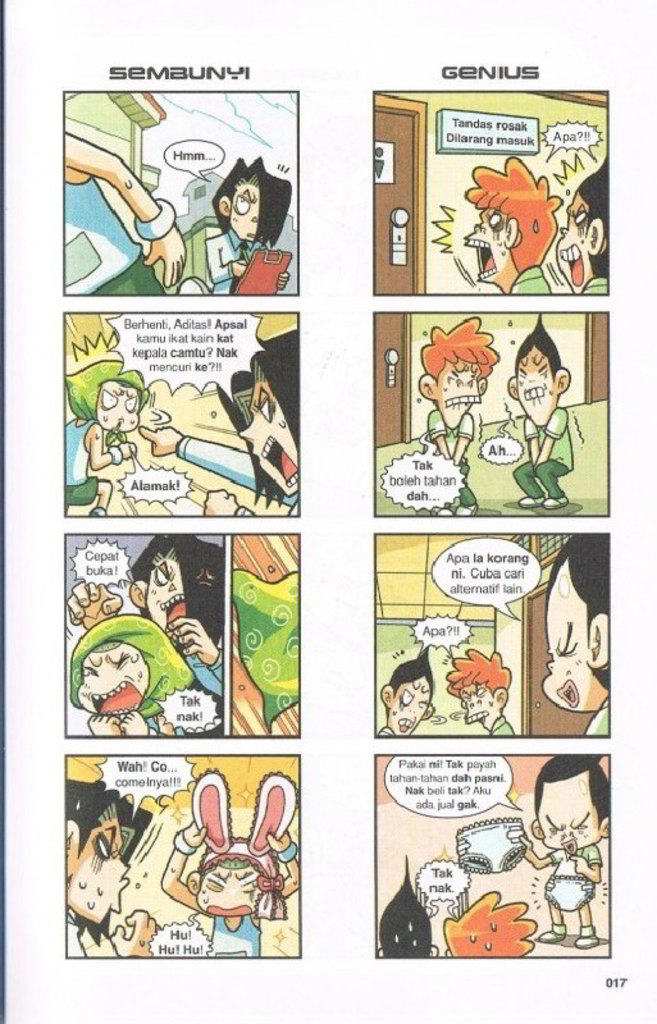 SEMBUNYI
Hmm...
Berhenti, Aditas!! Apsal
kamu ikat kain kat
kepala camtu? Nak
mencuri ke?!!
Alamak!
Cepat
buka!
Tak
nak!
Wah!! Co...
comelnya!!!!
Hu!
Hu! Hu!
GENIUS
Tandas rosak
Dilarang masuk
Apa?!!
Tak
boleh tahan
dah...
Ah...
Apa la korang
ni. Cuba cari
alternatif lain.
Apa?!!
Pakai ni! Tak payah
tahan-tahan dah pasni.
Nak beli tak? Aku
ada jual gak.
Tak
nak.
017